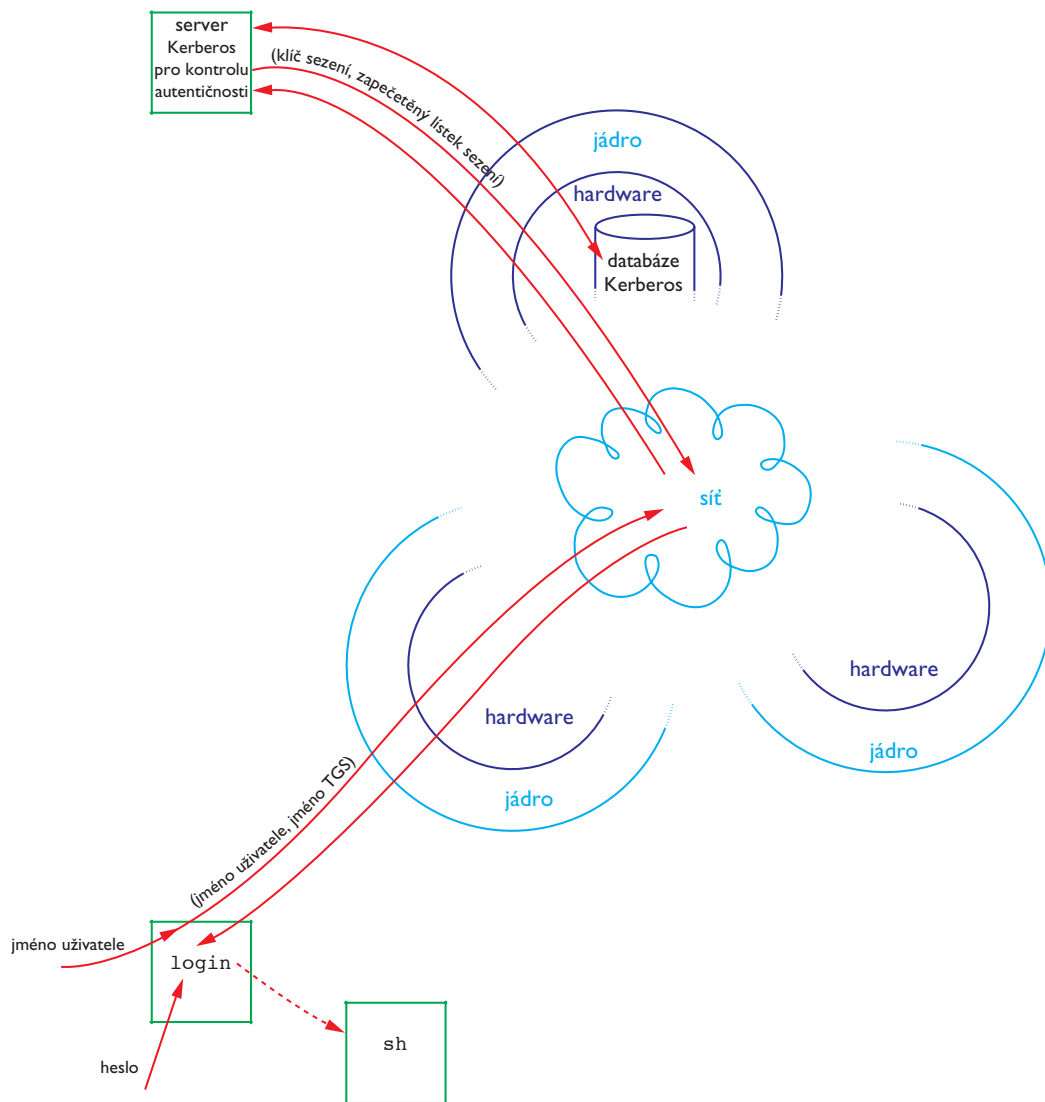 server
Kerberos
pro kontrolu
autentičnosti
(klíč sezení, zapečetěný lístek sezení)
jádro
hardware
databáze
Kerberos
síť
hardware
jádro
hardware
jádro
(jméno uživatele, jméno TGS)
jméno uživatele
login
sh
heslo